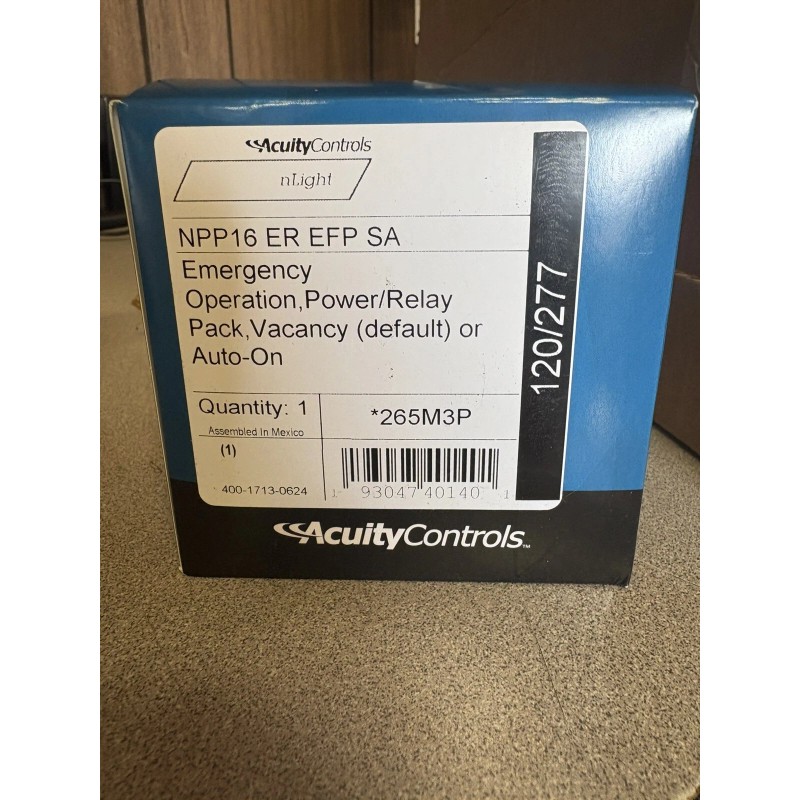 AcuityControls
nLight
NPP16 ER EFP SA
Emergency
Operation,Power/Relay
Pack,Vacancy (default) or
Auto-On
120/277
Quantity: 1
*265M3P
Assembled In Mexico
(1)
400-1713-0624
1 93047 40140 1
AcuityControls™